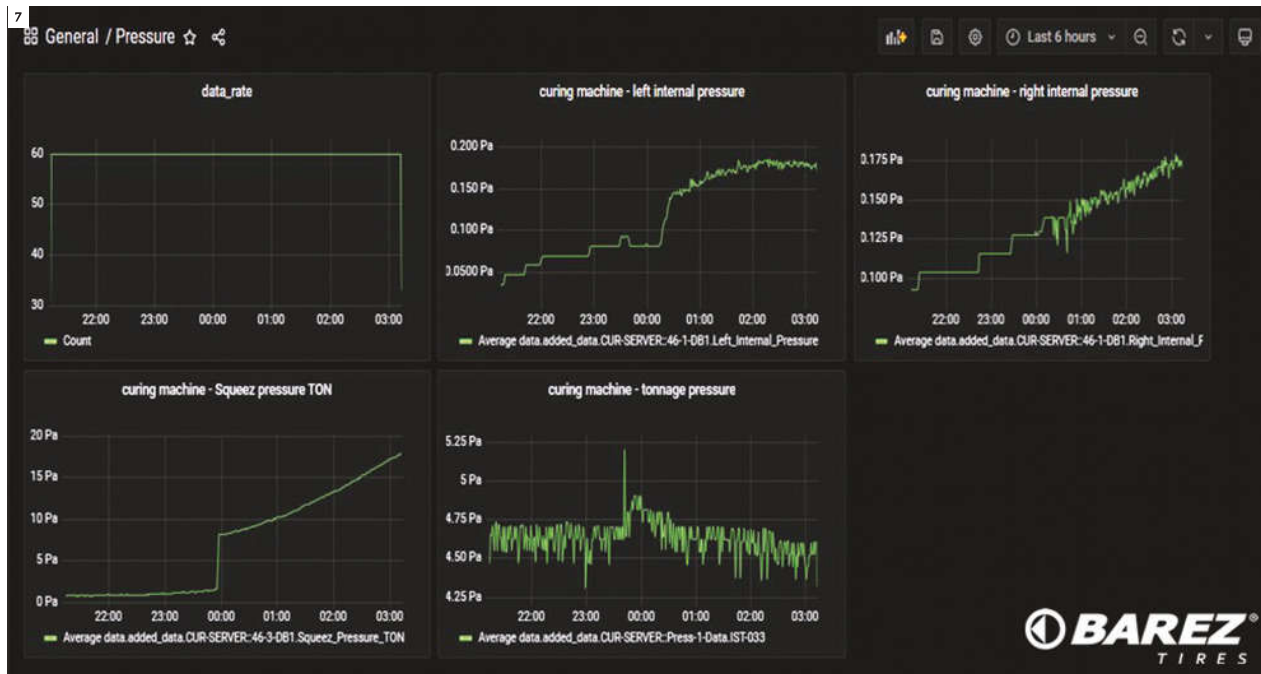 7
General / Pressure
Last 6 hours
data_rate
60
50
40
30
22:00 23:00 00:00 01:00 02:00 03:00
Count
curing machine - left internal pressure
0.200 Pa
0.150 Pa
0.100 Pa
0.0500 Pa
22:00 23:00 00:00 01:00 02:00 03:00
Average data.added_data.CUR-SERVER::46-1-DB1.Left_Internal_Pressure
curing machine - right internal pressure
0.175 Pa
0.150 Pa
0.125 Pa
0.100 Pa
22:00 23:00 00:00 01:00 02:00 03:00
Average data.added_data.CUR-SERVER::46-1-DB1.Right_Internal_F
curing machine - Squeez pressure TON
20 Pa
15 Pa
10 Pa
5 Pa
0 Pa
22:00 23:00 00:00 01:00 02:00 03:00
Average data.added_data.CUR-SERVER::46-3-DB1.Squeez_Pressure_TON
curing machine - tonnage pressure
5.25 Pa
5 Pa
4.75 Pa
4.50 Pa
4.25 Pa
22:00 23:00 00:00 01:00 02:00 03:00
Average data.added_data.CUR-SERVER::Press-1-Data.IST-033
BAREZ®
TIRES